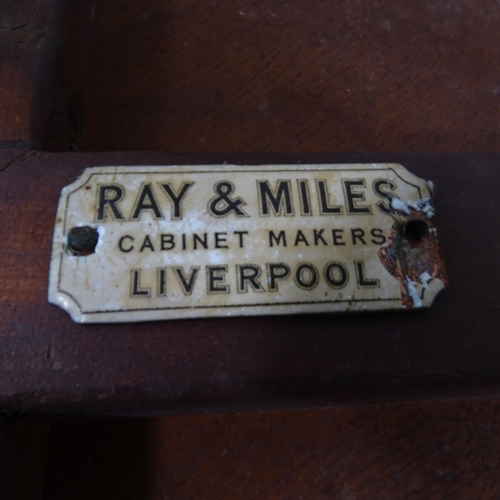 RAY & MILES
CABINET MAKERS
LIVERPOOL